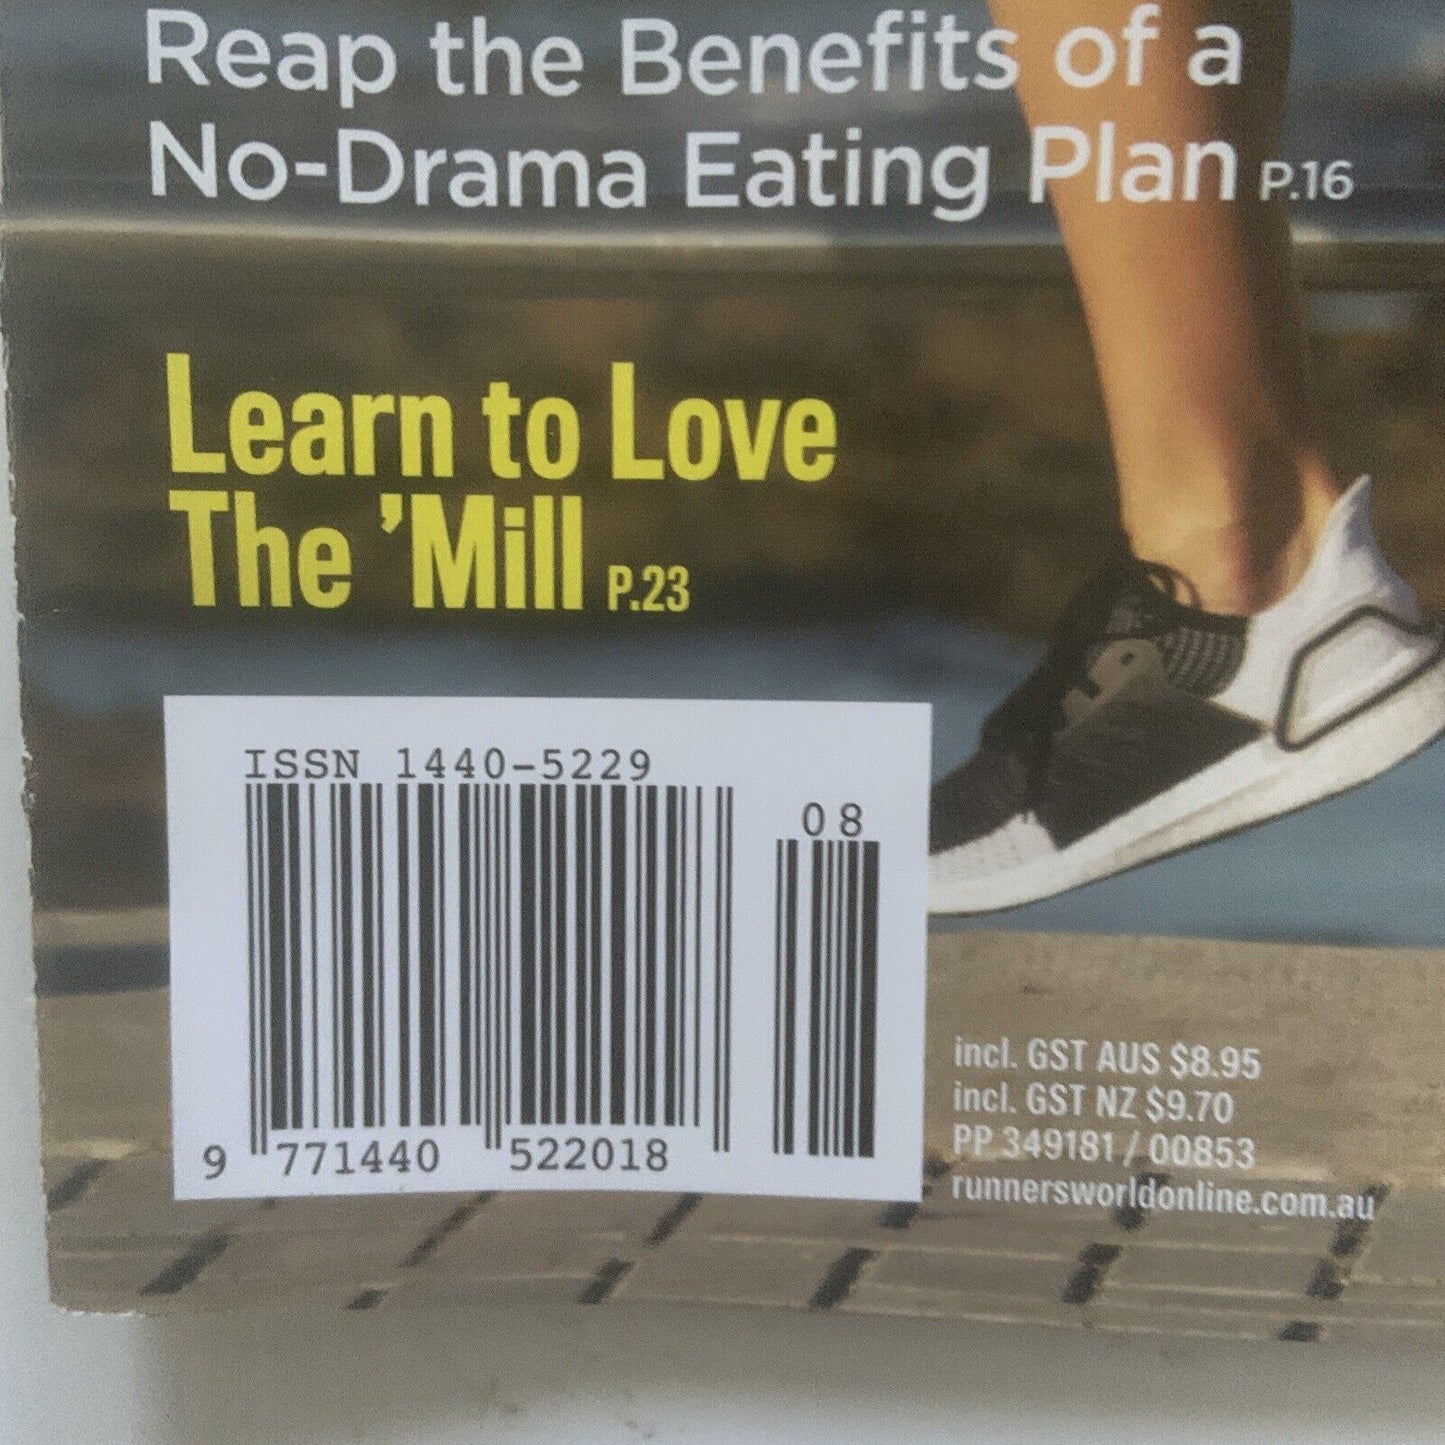 Reap the Benefits of a
No-Drama Eating Plan P.16
Learn to Love
The ’Mill P.23
ISSN 1440-5229
08
9 771440 522018
incl. GST AUS $8.95
incl. GST NZ $9.70
PP 349181 / 00853
runnersworldonline.com.au